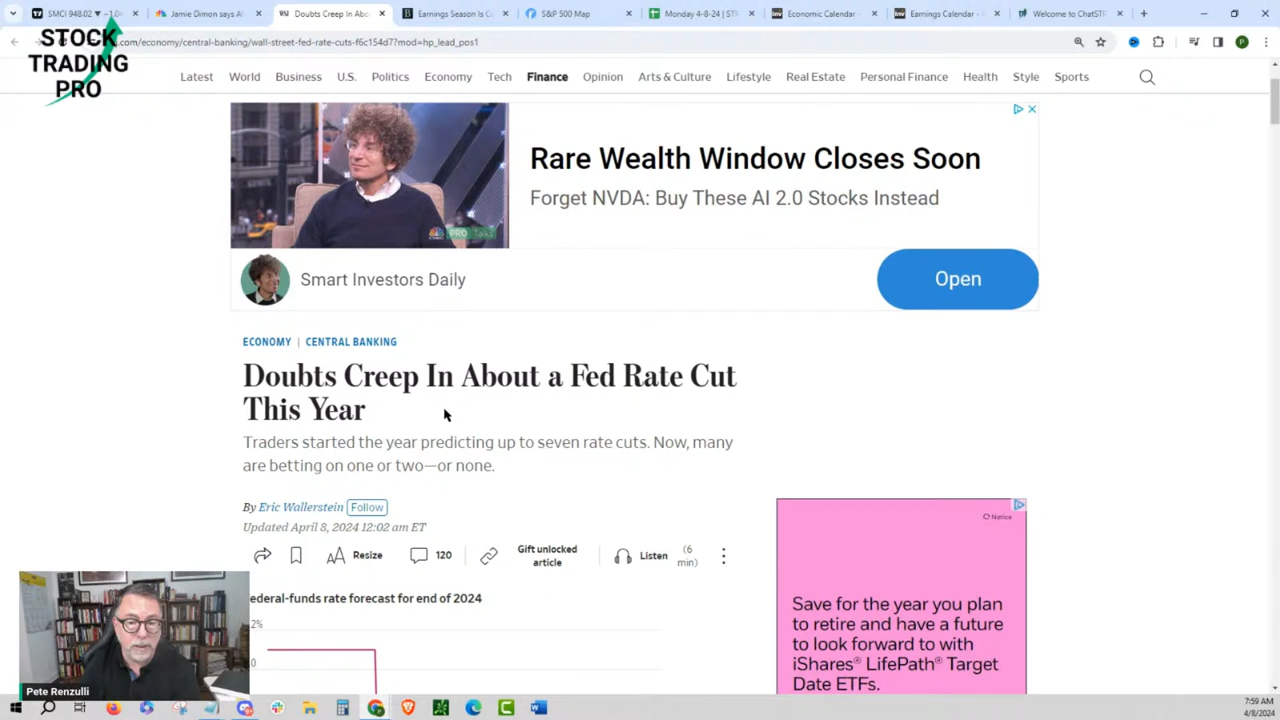 SMCI 948.02 ▼ −1.0
Jamie Dimon says AI
Doubts Creep In Abo
Earnings Season Is C
S&P 500 Map
Monday 4-8-24 | STP
Economic Calendar -
Earnings Calendar -
Welcome to ChatSTP
STOCK
TRADING
PRO
.com/economy/central-banking/wall-street-fed-rate-cuts-f6c154d7?mod=hp_lead_pos1
Latest World Business U.S. Politics Economy Tech Finance Opinion Arts & Culture Lifestyle Real Estate Personal Finance Health Style Sports
Rare Wealth Window Closes Soon
Forget NVDA: Buy These AI 2.0 Stocks Instead
PRO Talks
Smart Investors Daily
Open
ECONOMY | CENTRAL BANKING
Doubts Creep In About a Fed Rate Cut
This Year
Traders started the year predicting up to seven rate cuts. Now, many
are betting on one or two—or none.
By Eric Wallerstein Follow
Updated April 8, 2024 12:02 am ET
Resize
120
Gift unlocked
article
Listen
(6
min)
ederal-funds rate forecast for end of 2024
2%
0
Notice
Save for the year you plan
to retire and have a future
to look forward to with
iShares® LifePath® Target
Date ETFs.
Pete Renzulli
7:59 AM
4/8/2024